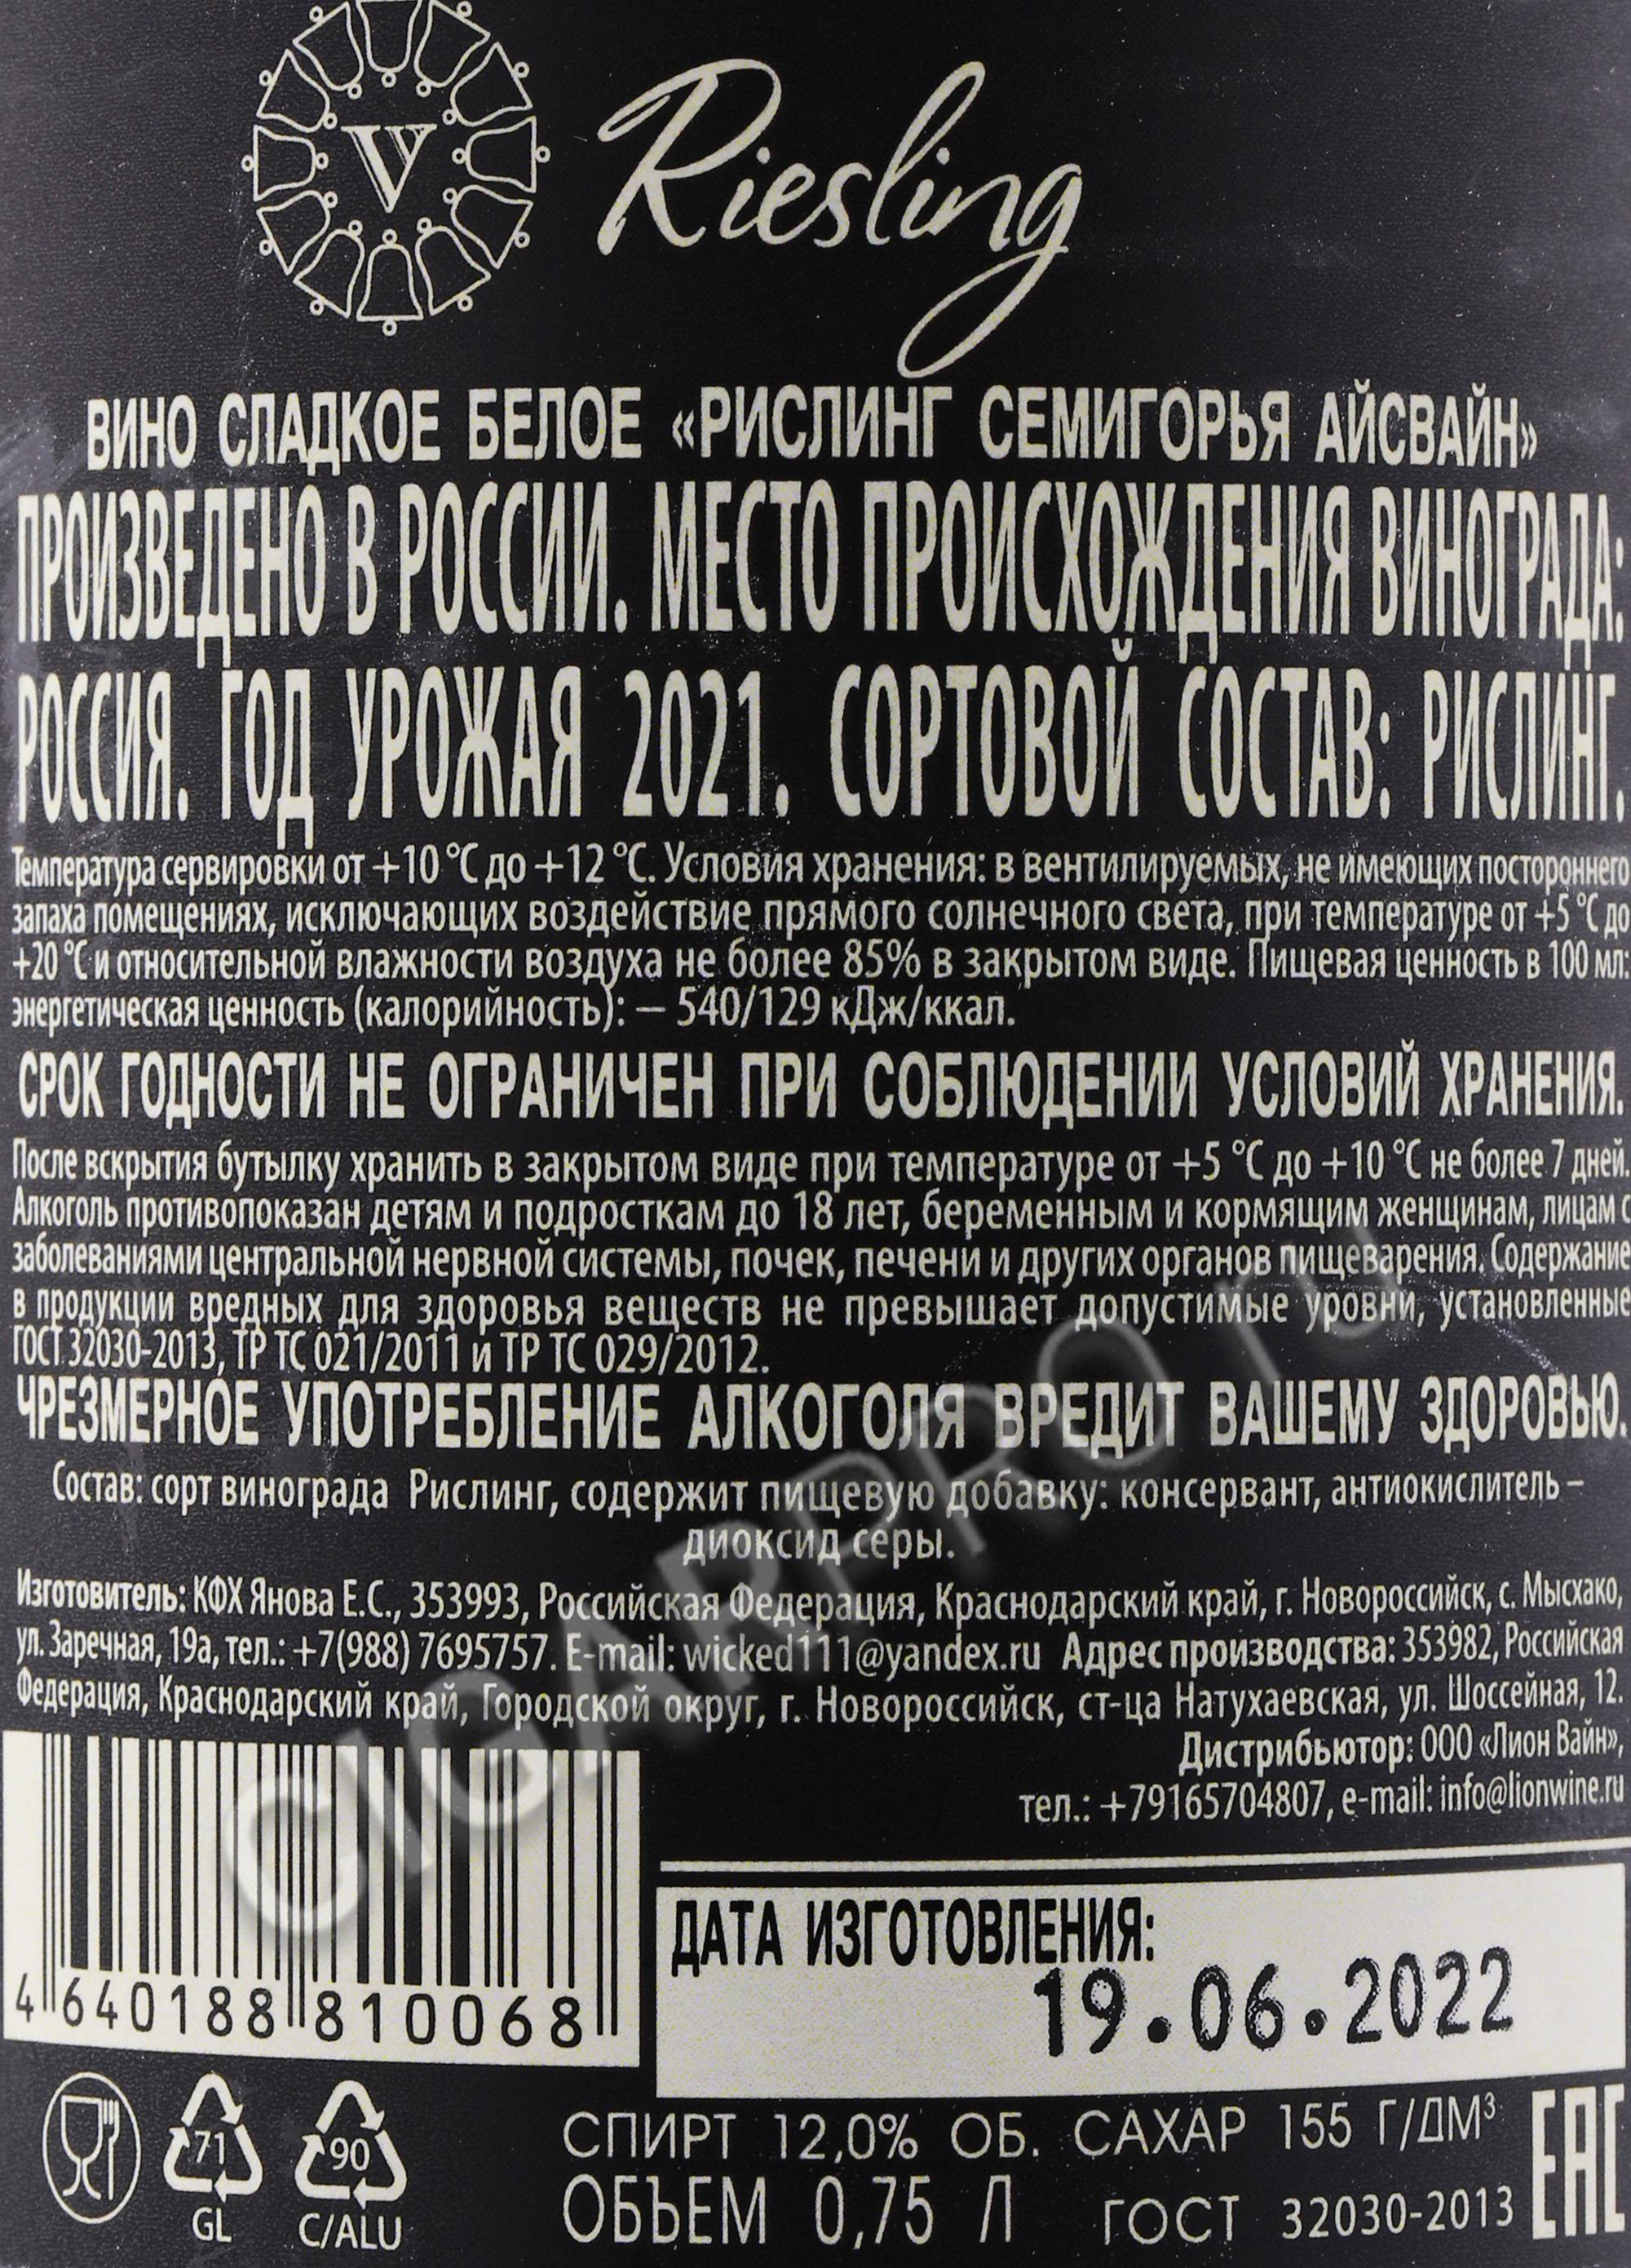 V
Riesling
ВИНО СЛАДКОЕ БЕЛОЕ «РИСЛИНГ СЕМИГОРЬЯ АЙСВАЙН»
ПРОИЗВЕДЕНО В РОССИИ. МЕСТО ПРОИСХОЖДЕНИЯ ВИНОГРАДА:
РОССИЯ. ГОД УРОЖАЯ 2021. СОРТОВОЙ СОСТАВ: РИСЛИНГ.
Температура сервировки от +10 °С до +12 °С. Условия хранения: в вентилируемых, не имеющих постороннего
запаха помещениях, исключающих воздействие прямого солнечного света, при температуре от +5 °С до
+20 °С и относительной влажности воздуха не более 85% в закрытом виде. Пищевая ценность в 100 мл:
энергетическая ценность (калорийность): – 540/129 кДж/ккал.
СРОК ГОДНОСТИ НЕ ОГРАНИЧЕН ПРИ СОБЛЮДЕНИИ УСЛОВИЙ ХРАНЕНИЯ.
После вскрытия бутылку хранить в закрытом виде при температуре от +5 °С до +10 °С не более 7 дней.
Алкоголь противопоказан детям и подросткам до 18 лет, беременным и кормящим женщинам, лицам с
заболеваниями центральной нервной системы, почек, печени и других органов пищеварения. Содержание
в продукции вредных для здоровья веществ не превышает допустимые уровни, установленные
ГОСТ 32030-2013, ТР ТС 021/2011 и ТР ТС 029/2012.
ЧРЕЗМЕРНОЕ УПОТРЕБЛЕНИЕ АЛКОГОЛЯ ВРЕДИТ ВАШЕМУ ЗДОРОВЬЮ.
Состав: сорт винограда Рислинг, содержит пищевую добавку: консервант, антиокислитель –
диоксид серы.
Изготовитель: КФХ Янова Е.С., 353993, Российская Федерация, Краснодарский край, г. Новороссийск, с. Мысхако,
ул. Заречная, 19а, тел.: +7(988) 7695757. E-mail: wicked111@yandex.ru Адрес производства: 353982, Российская
Федерация, Краснодарский край, Городской округ, г. Новороссийск, ст-ца Натухаевская, ул. Шоссейная, 12.
Дистрибьютор: ООО «Лион Вайн»,
тел.: +79165704807, e-mail: info@lionwine.ru
CIGARPRO.ru
4 640188 810068
ДАТА ИЗГОТОВЛЕНИЯ:
19.06.2022
71
GL
90
C/ALU
СПИРТ 12,0% ОБ. САХАР 155 Г/ДМ³
ОБЪЕМ 0,75 Л ГОСТ 32030-2013
ЕАС